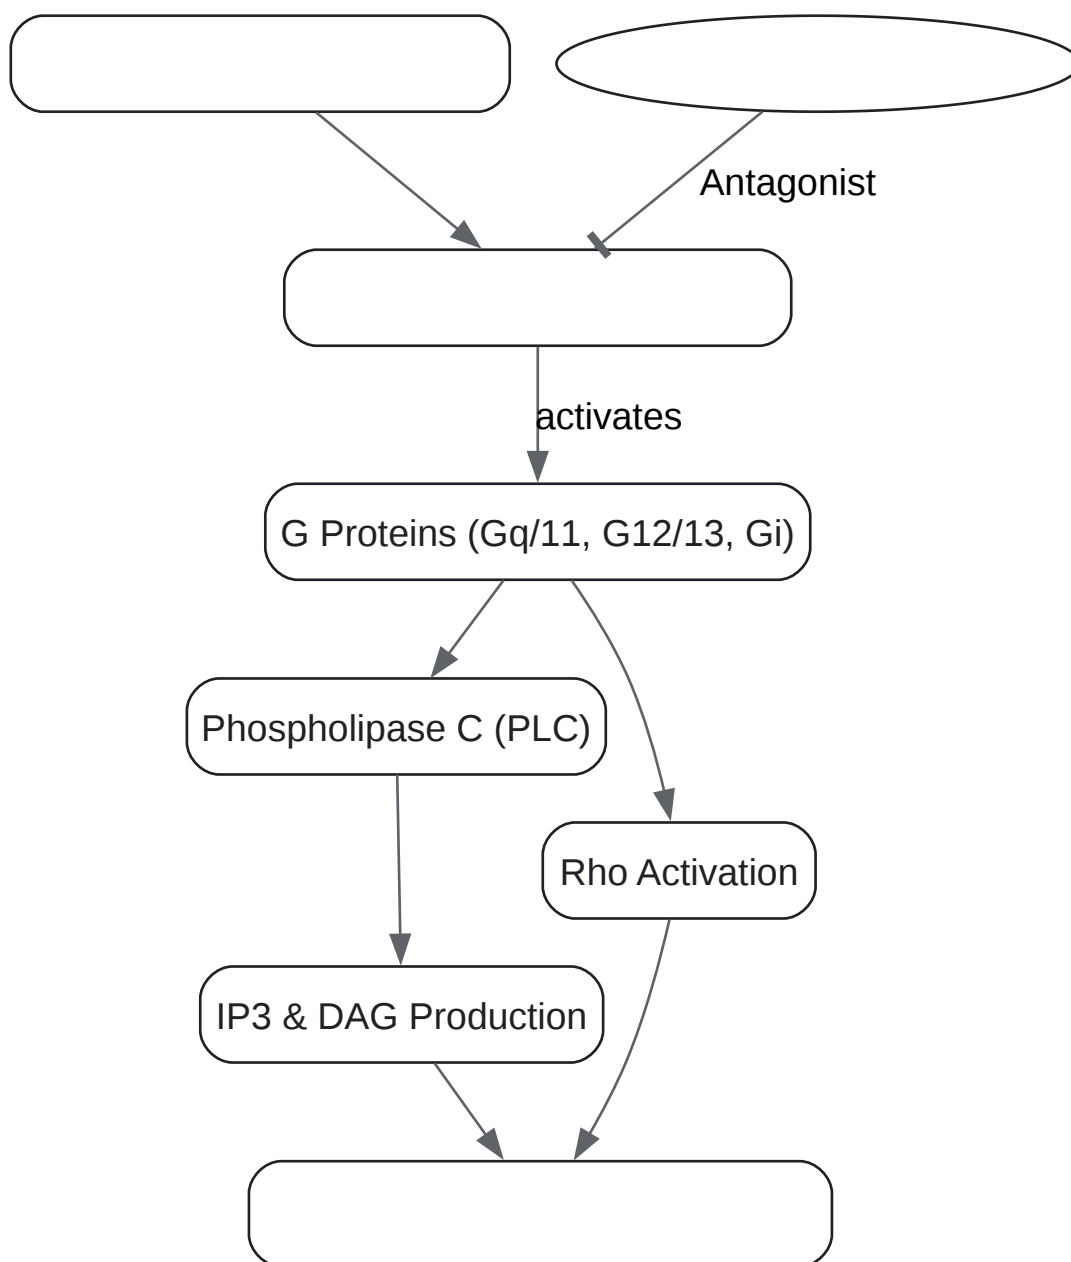 Antagonist
activates
G Proteins (Gq/11, G12/13, Gi)
Phospholipase C (PLC)
Rho Activation
IP3 & DAG Production